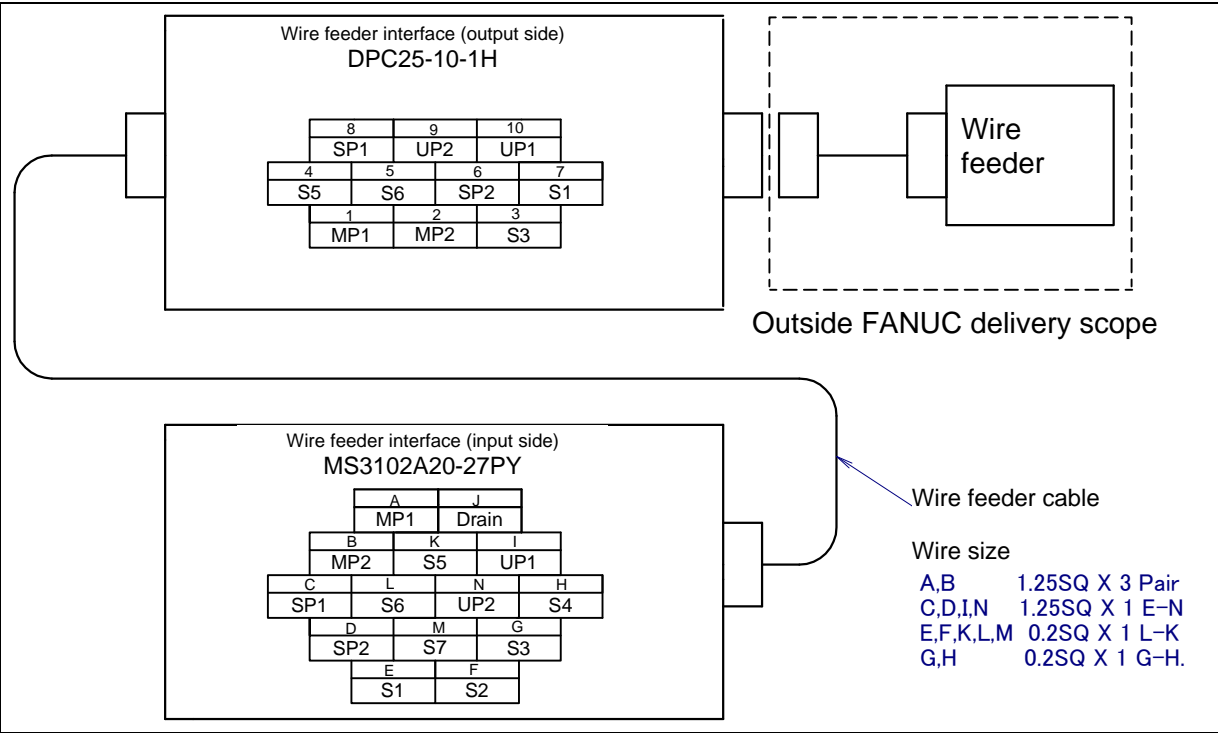 Wire feeder interface (output side)
DPC25-10-1H
8 9 10
SP1 UP2 UP1
4 5 6 7
S5 S6 SP2 S1
1 2 3
MP1 MP2 S3
Wire
feeder
Outside FANUC delivery scope
Wire feeder interface (input side)
MS3102A20-27PY
A J
MP1 Drain
B K I
MP2 S5 UP1
C L N H
SP1 S6 UP2 S4
D M G
SP2 S7 S3
E F
S1 S2
Wire feeder cable
Wire size
A,B 1.25SQ X 3 Pair
C,D,I,N 1.25SQ X 1 E-N
E,F,K,L,M 0.2SQ X 1 L-K
G,H 0.2SQ X 1 G-H.